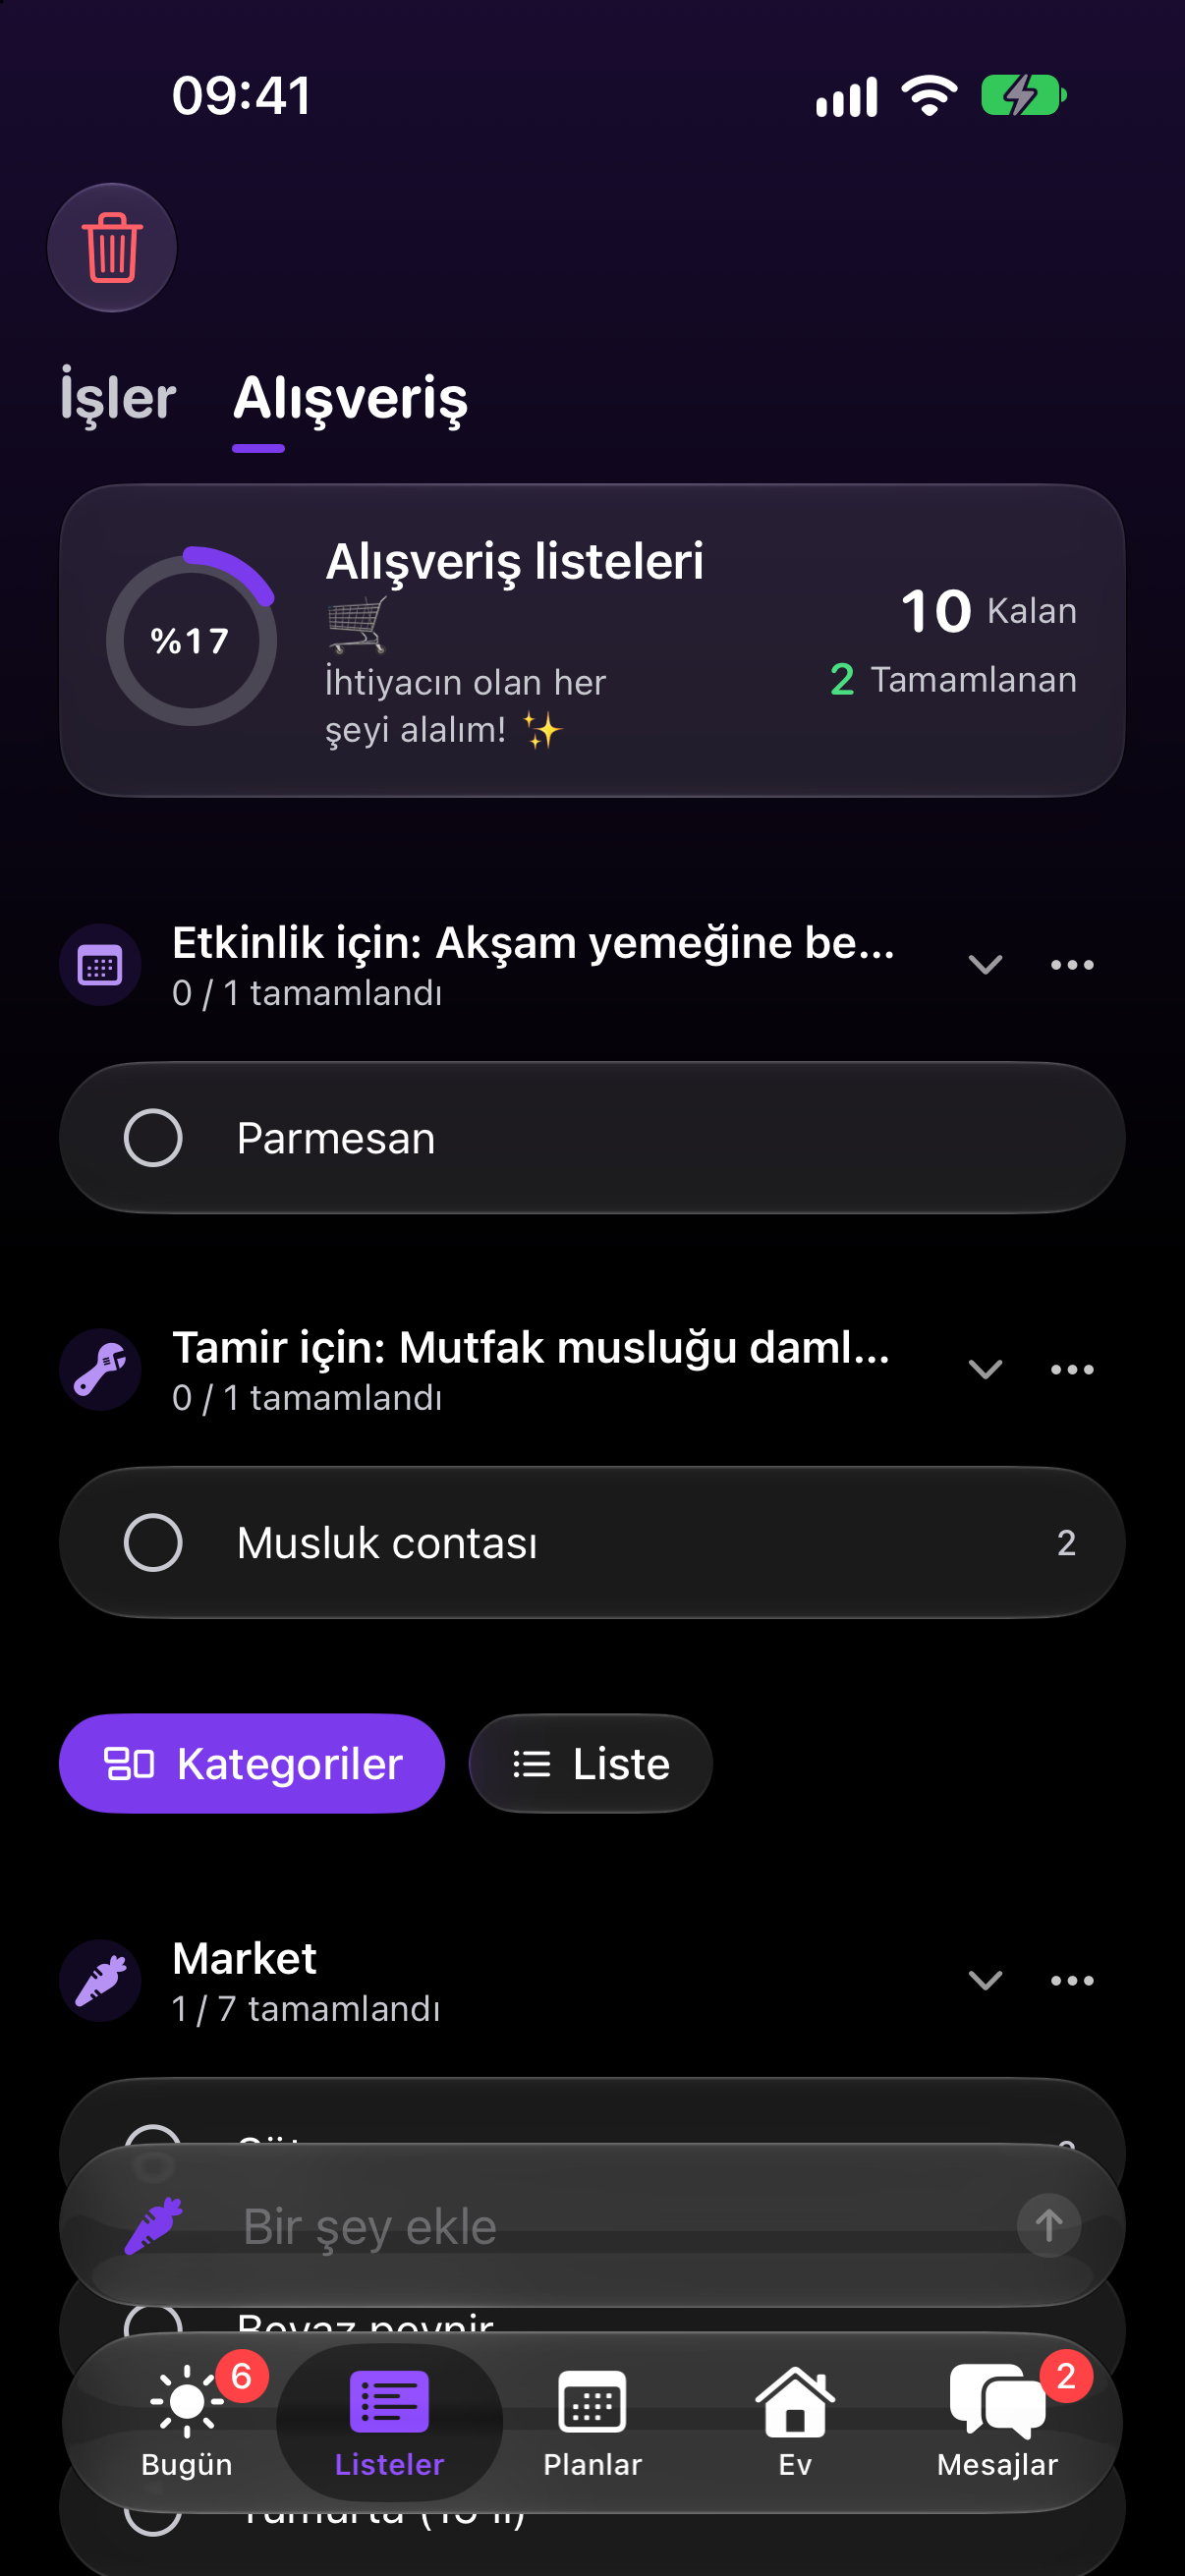 09:41
İşler Alışveriş
%17
Alışveriş listeleri
🛒
İhtiyacın olan her
şeyi alalım! ✨
10 Kalan
2 Tamamlanan
Etkinlik için: Akşam yemeğine be...
0 / 1 tamamlandı
Parmesan
Tamir için: Mutfak musluğu daml...
0 / 1 tamamlandı
Musluk contası 2
Kategoriler Liste
Market
1 / 7 tamamlandı
Bir şey ekle
Beyaz peynir
6 2
Bugün Listeler Planlar Ev Mesajlar